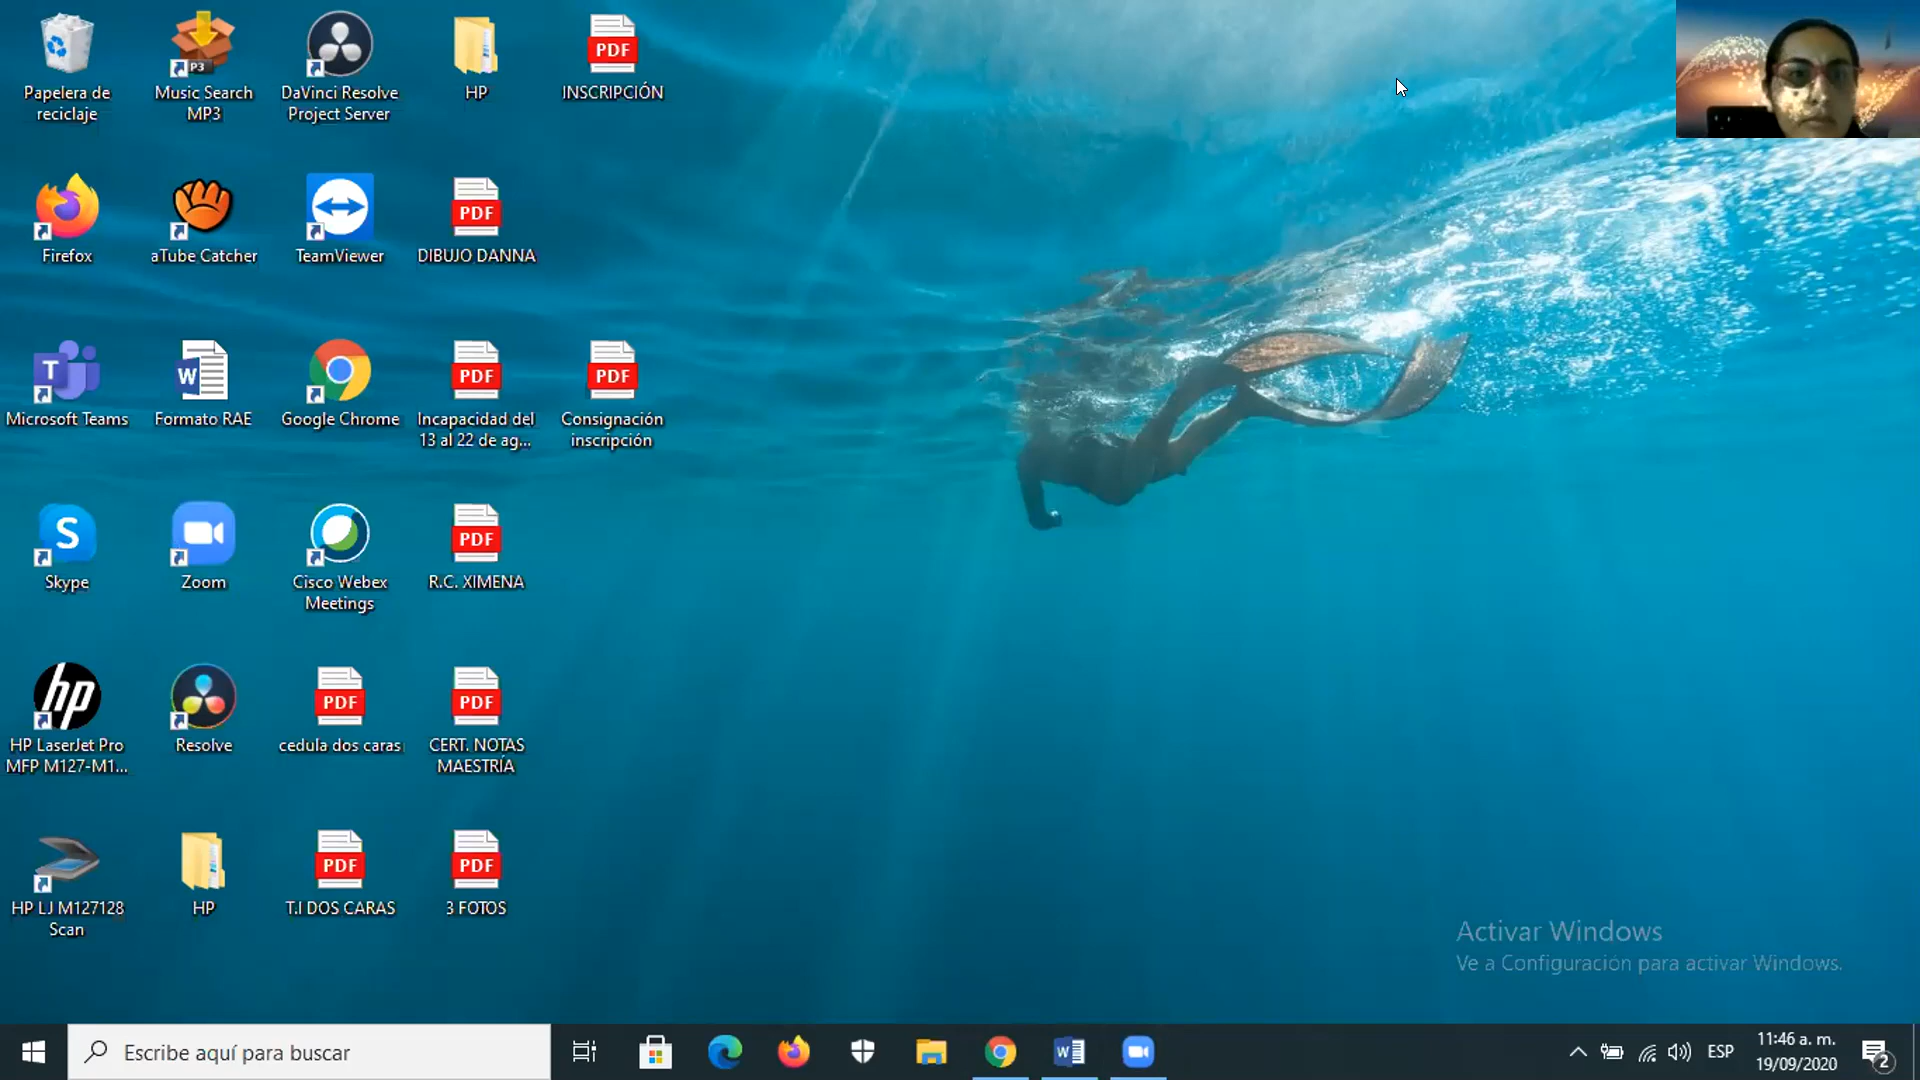 Papelera de
reciclaje
P3
Music Search
MP3
DaVinci Resolve
Project Server
HP
PDF
INSCRIPCIÓN
Firefox
aTube Catcher
TeamViewer
PDF
DIBUJO DANNA
T
Microsoft Teams
W
Formato RAE
Google Chrome
PDF
Incapacidad del
13 al 22 de ag...
PDF
Consignación
inscripción
S
Skype
Zoom
Cisco Webex
Meetings
PDF
R.C. XIMENA
hp
HP LaserJet Pro
MFP M127-M1...
Resolve
PDF
cedula dos caras
PDF
CERT. NOTAS
MAESTRÍA
HP LJ M127128
Scan
HP
PDF
T.I DOS CARAS
PDF
3 FOTOS
Activar Windows
Ve a Configuración para activar Windows.
Escribe aquí para buscar
W
ESP
11:46 a. m.
19/09/2020
2